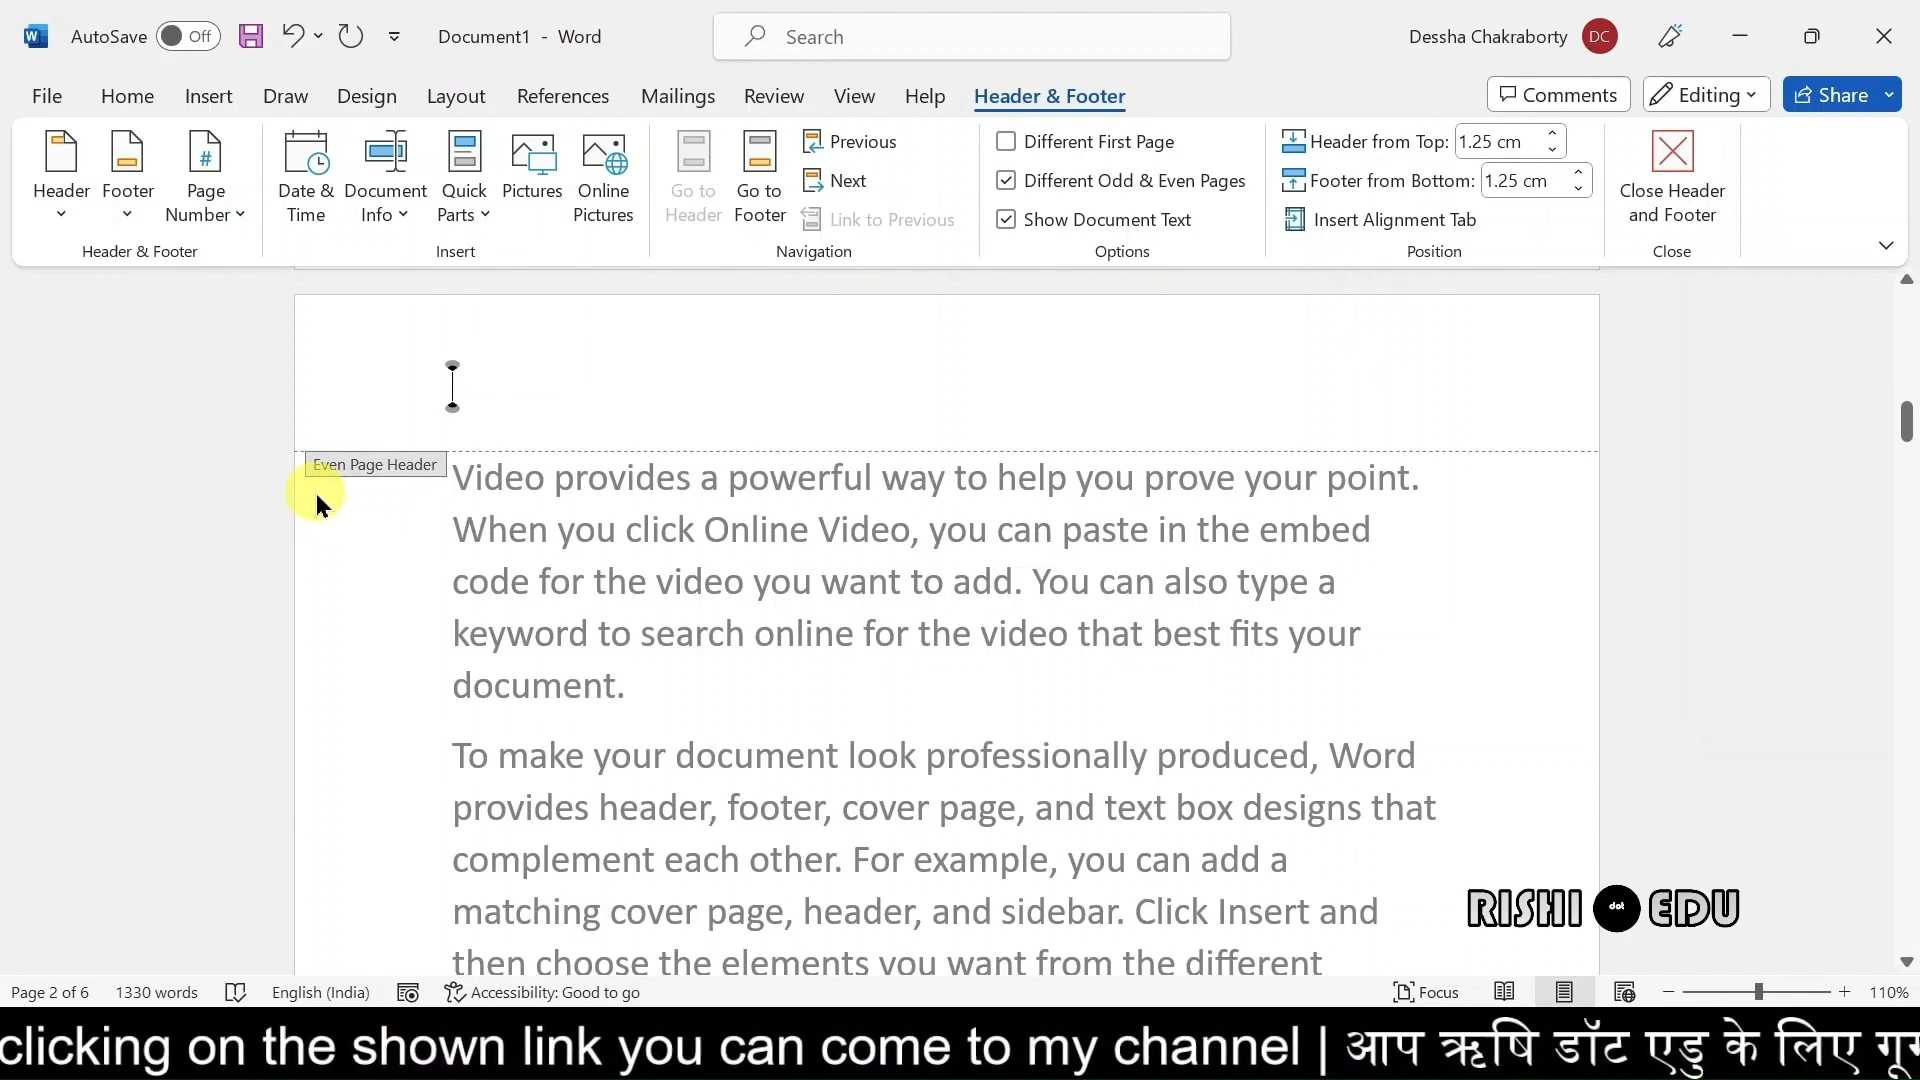 AutoSave Off Document1 - Word Search Dessha Chakraborty DC
File Home Insert Draw Design Layout References Mailings Review View Help Header & Footer Comments Editing Share
Header Footer Page Number
Date & Time Document Info Quick Parts Pictures Online Pictures
Go to Header Go to Footer Previous
Next
Link to Previous
Different First Page
Different Odd & Even Pages
Show Document Text
Header from Top: 1.25 cm
Footer from Bottom: 1.25 cm
Insert Alignment Tab
Close Header and Footer
Header & Footer Insert Navigation Options Position Close
Even Page Header
Video provides a powerful way to help you prove your point.
When you click Online Video, you can paste in the embed
code for the video you want to add. You can also type a
keyword to search online for the video that best fits your
document.
To make your document look professionally produced, Word
provides header, footer, cover page, and text box designs that
complement each other. For example, you can add a
matching cover page, header, and sidebar. Click Insert and
then choose the elements you want from the different
RISHI dot EDU
Page 2 of 6 1330 words English (India) Accessibility: Good to go Focus 110%
clicking on the shown link you can come to my channel | आप ऋषि डॉट एडु के लिए